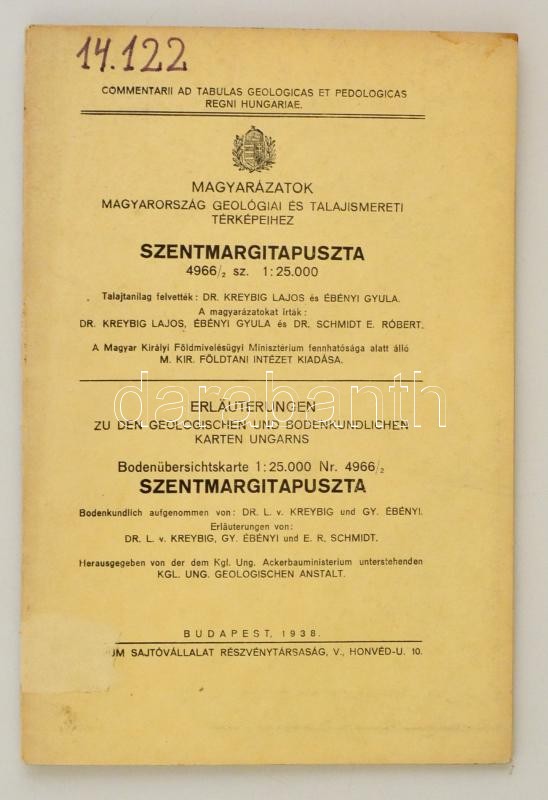 14.122
COMMENTARII AD TABULAS GEOLOGICAS ET PEDOLOGICAS
REGNI HUNGARIAE.
MAGYARÁZATOK
MAGYARORSZÁG GEOLÓGIAI ÉS TALAJISMERETI
TÉRKÉPEIHEZ
SZENTMARGITAPUSZTA
4966/2 sz. 1:25.000
Talajtanilag felvették: DR. KREYBIG LAJOS és ÉBÉNYI GYULA.
A magyarázatokat írták:
DR. KREYBIG LAJOS, ÉBÉNYI GYULA és DR. SCHMIDT E. RÓBERT.
A Magyar Királyi Földmívelésügyi Minisztérium fennhatósága alatt álló
M. KIR. FÖLDTANI INTÉZET KIADÁSA.
darabanth
ERLÄUTERUNGEN
ZU DEN GEOLOGISCHEN UND BODENKUNDLICHEN
KARTEN UNGARNS
Bodenübersichtskarte 1:25.000 Nr. 4966/2
SZENTMARGITAPUSZTA
Bodenkundlich aufgenommen von: DR. L. v. KREYBIG und GY. ÉBÉNYI.
Erläuterungen von:
DR. L. v. KREYBIG, GY. ÉBÉNYI und E. R. SCHMIDT.
Herausgegeben von der dem Kgl. Ung. Ackerbauministerium unterstehenden
KGL. UNG. GEOLOGISCHEN ANSTALT.
BUDAPEST, 1938.
UM SAJTÓVÁLLALAT RÉSZVÉNYTÁRSASÁG, V., HONVÉD-U. 10.